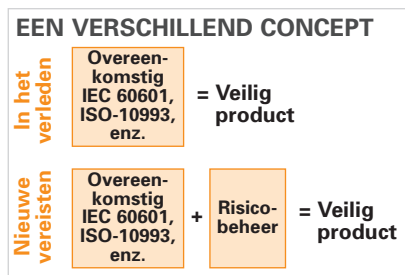 EEN VERSCHILLEND CONCEPT
In het
verleden
Overeen-
komstig
IEC 60601,
ISO-10993,
enz.
= Veilig
product
Nieuwe
vereisten
Overeen-
komstig
IEC 60601,
ISO-10993,
enz.
+
Risico-
beheer
= Veilig
product